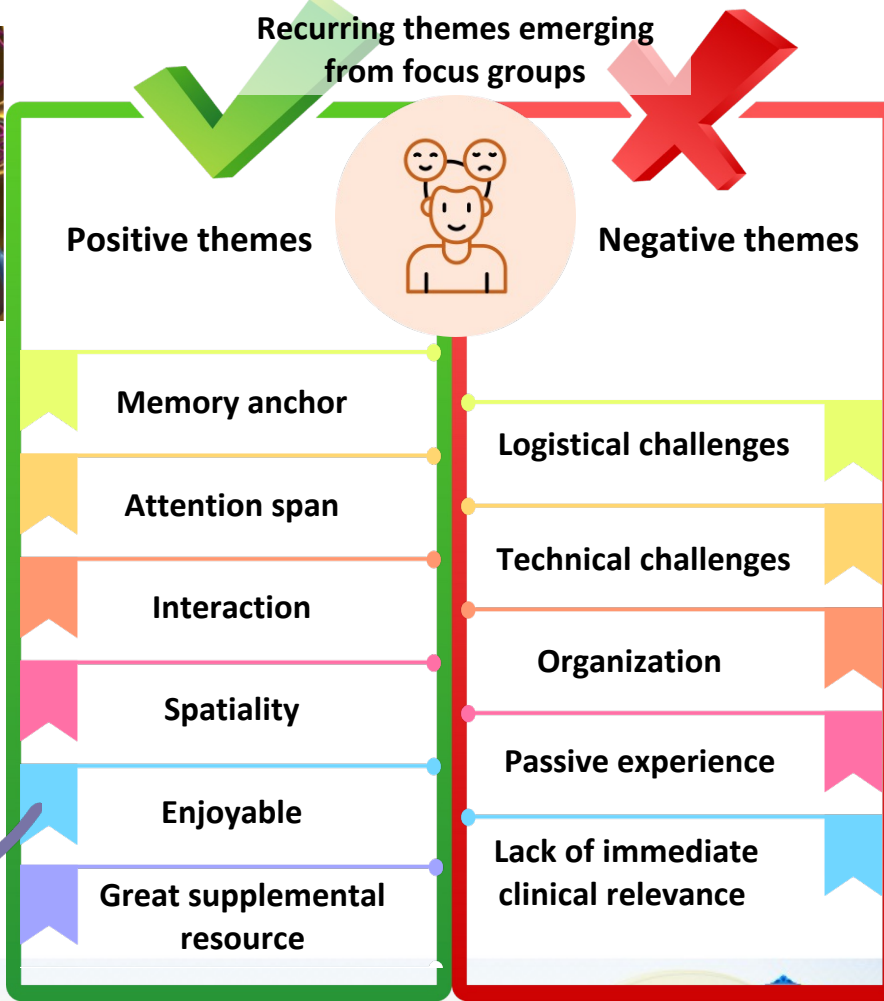 Recurring themes emerging
from focus groups
Positive themes
Memory anchor
Attention span
Interaction
Spatiality
Enjoyable
Great supplemental
resource
Negative themes
Logistical challenges
Technical challenges
Organization
Passive experience
Lack of immediate
clinical relevance